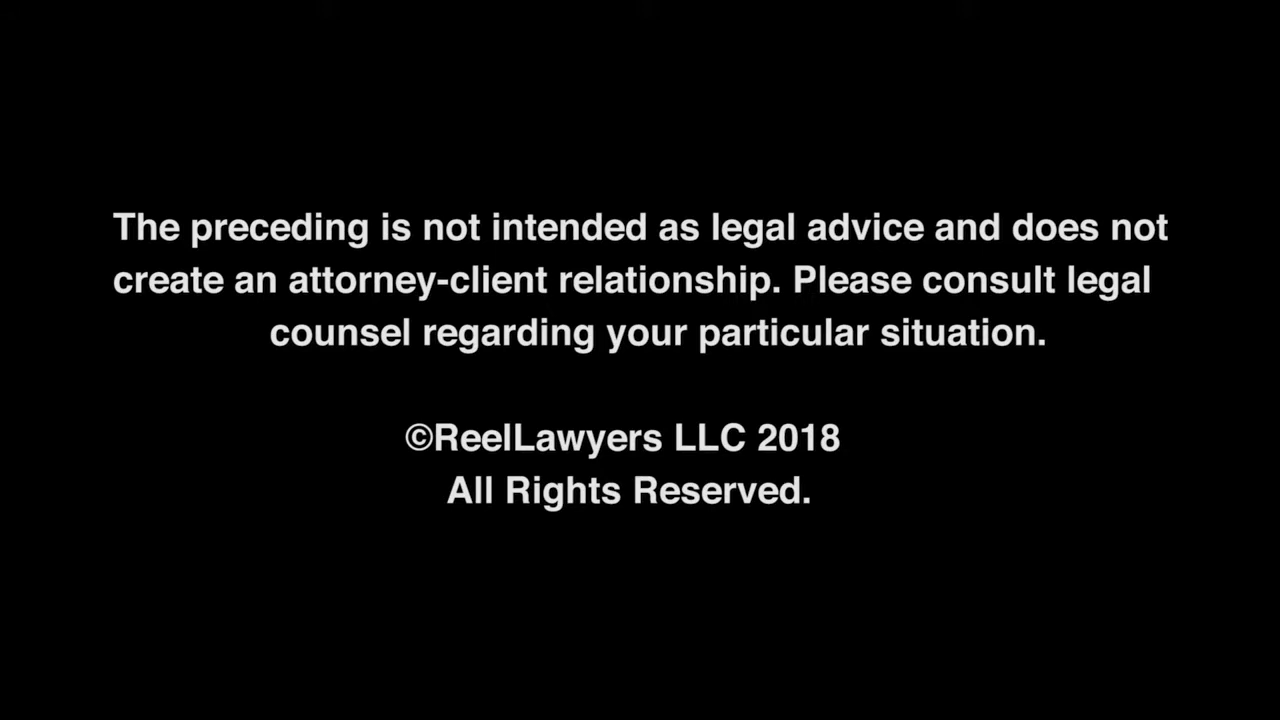 The preceding is not intended as legal advice and does not
create an attorney-client relationship. Please consult legal
counsel regarding your particular situation.
©ReelLawyers LLC 2018
All Rights Reserved.